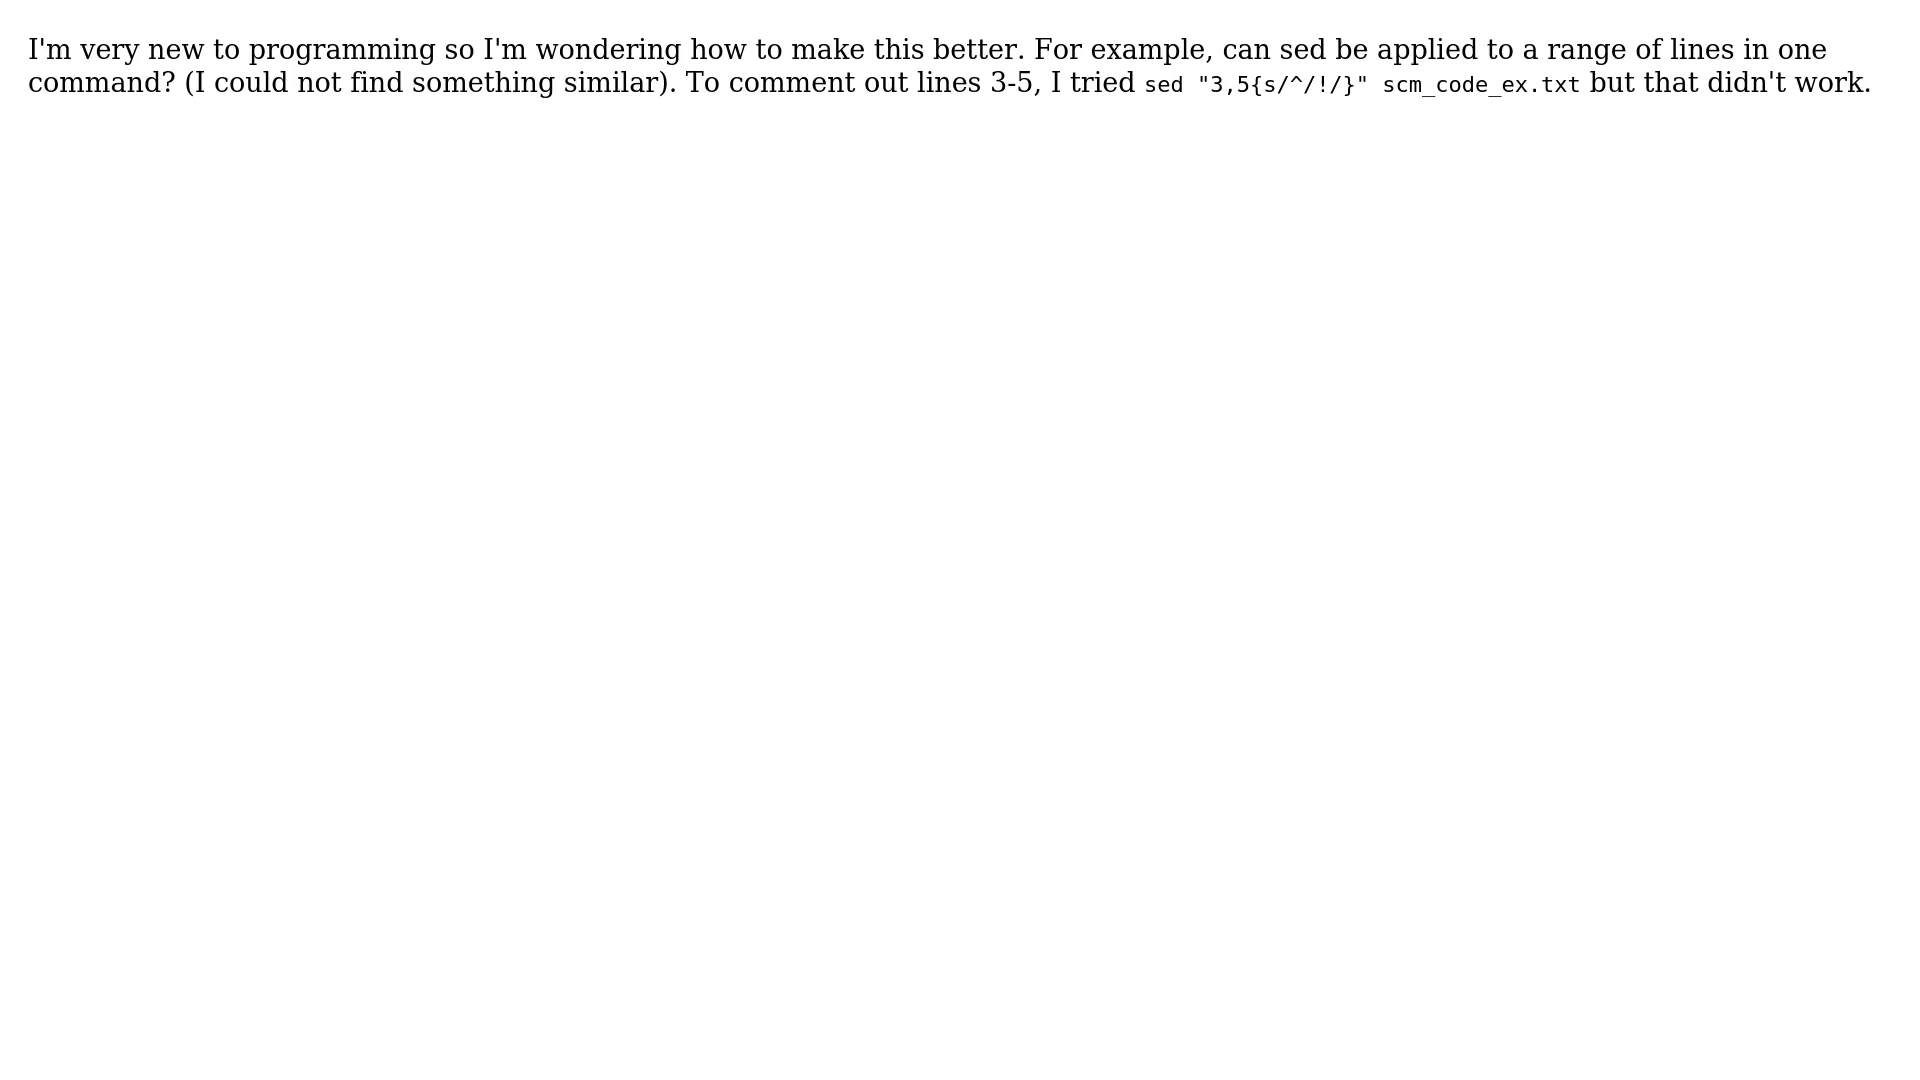 I'm very new to programming so I'm wondering how to make this better. For example, can sed be applied to a range of lines in one
command? (I could not find something similar). To comment out lines 3-5, I tried sed "3,5{s/^/!/}" scm_code_ex.txt but that didn't work.